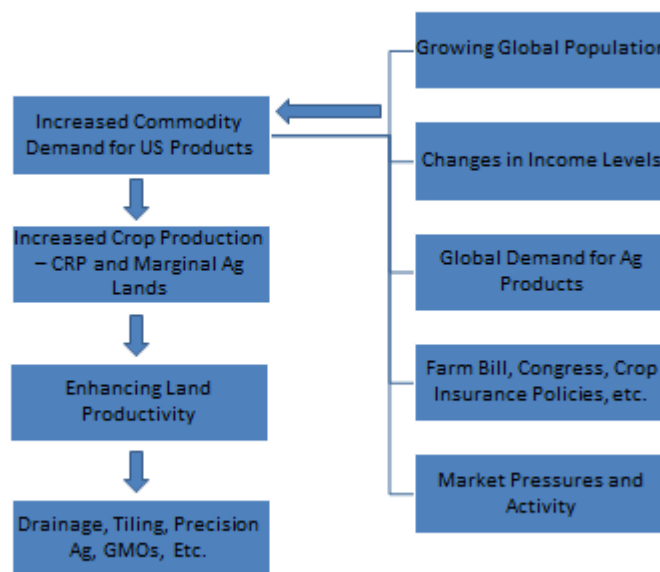 Growing Global Population
Increased Commodity
Demand for US Products
Changes in Income Levels
Increased Crop Production
– CRP and Marginal Ag
Lands
Global Demand for Ag
Products
Enhancing Land
Productivity
Farm Bill, Congress, Crop
Insurance Policies, etc.
Drainage, Tiling, Precision
Ag, GMOs, Etc.
Market Pressures and
Activity